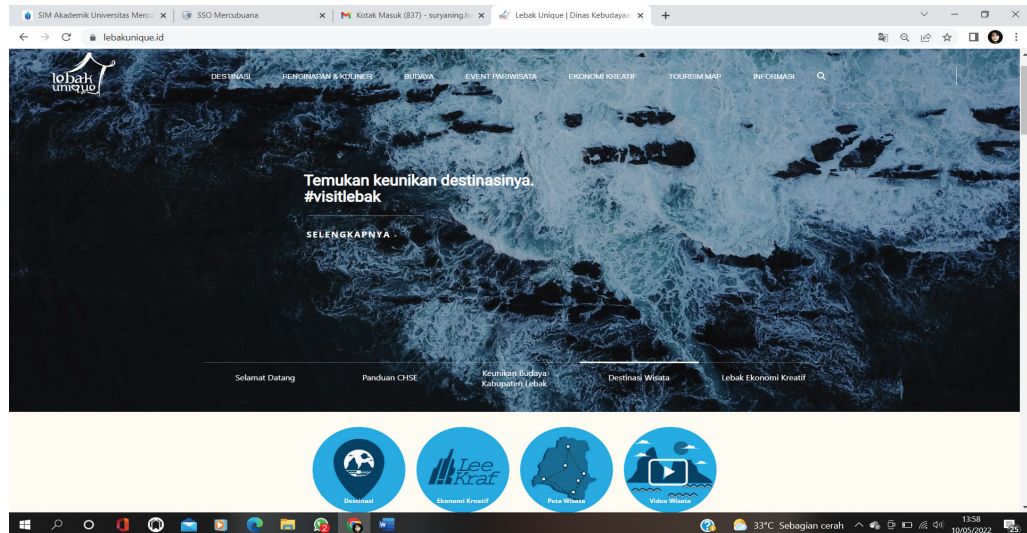 SIM Akademik Universitas Mercu
SSO Mercubuana
Kotak Masuk (837) - suryaning.h
Lebak Unique | Dinas Kebudayaa
lebakunique.id
lebak
unique
DESTINASI
PENGINAPAN & KULINER
BUDAYA
EVENT PARIWISATA
EKONOMI KREATIF
TOURISM MAP
INFORMASI
Temukan keunikan destinasinya.
#visitlebak
SELENGKAPNYA
Selamat Datang
Panduan CHSE
Keunikan Budaya
Kabupaten Lebak
Destinasi Wisata
Lebak Ekonomi Kreatif
Destinasi
Lee
Kraf
Ekonomi Kreatif
Peta Wisata
Video Wisata
33°C Sebagian cerah
13:58
10/05/2022
25